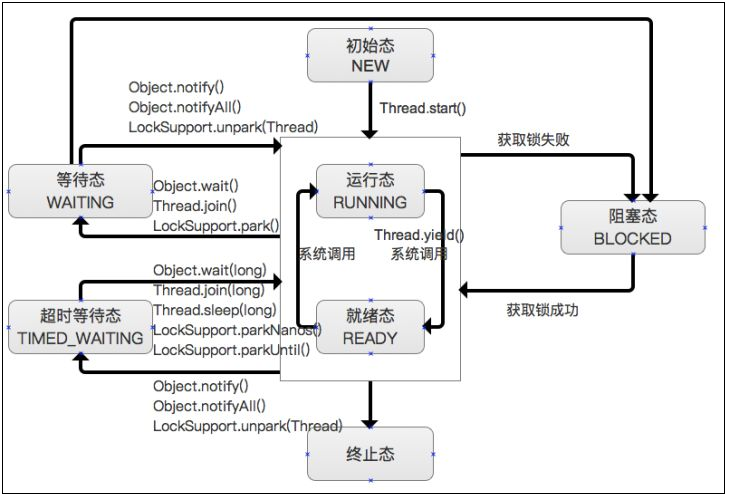 初始态
NEW
Object.notify()
Object.notifyAll()
LockSupport.unpark(Thread)
Thread.start()
获取锁失败
等待态
WAITING
Object.wait()
Thread.join()
LockSupport.park()
运行态
RUNNING
Thread.yield()
系统调用
系统调用
阻塞态
BLOCKED
Object.wait(long)
Thread.join(long)
Thread.sleep(long)
LockSupport.parkNanos()
LockSupport.parkUntil()
超时等待态
TIMED_WAITING
就绪态
READY
获取锁成功
Object.notify()
Object.notifyAll()
LockSupport.unpark(Thread)
终止态